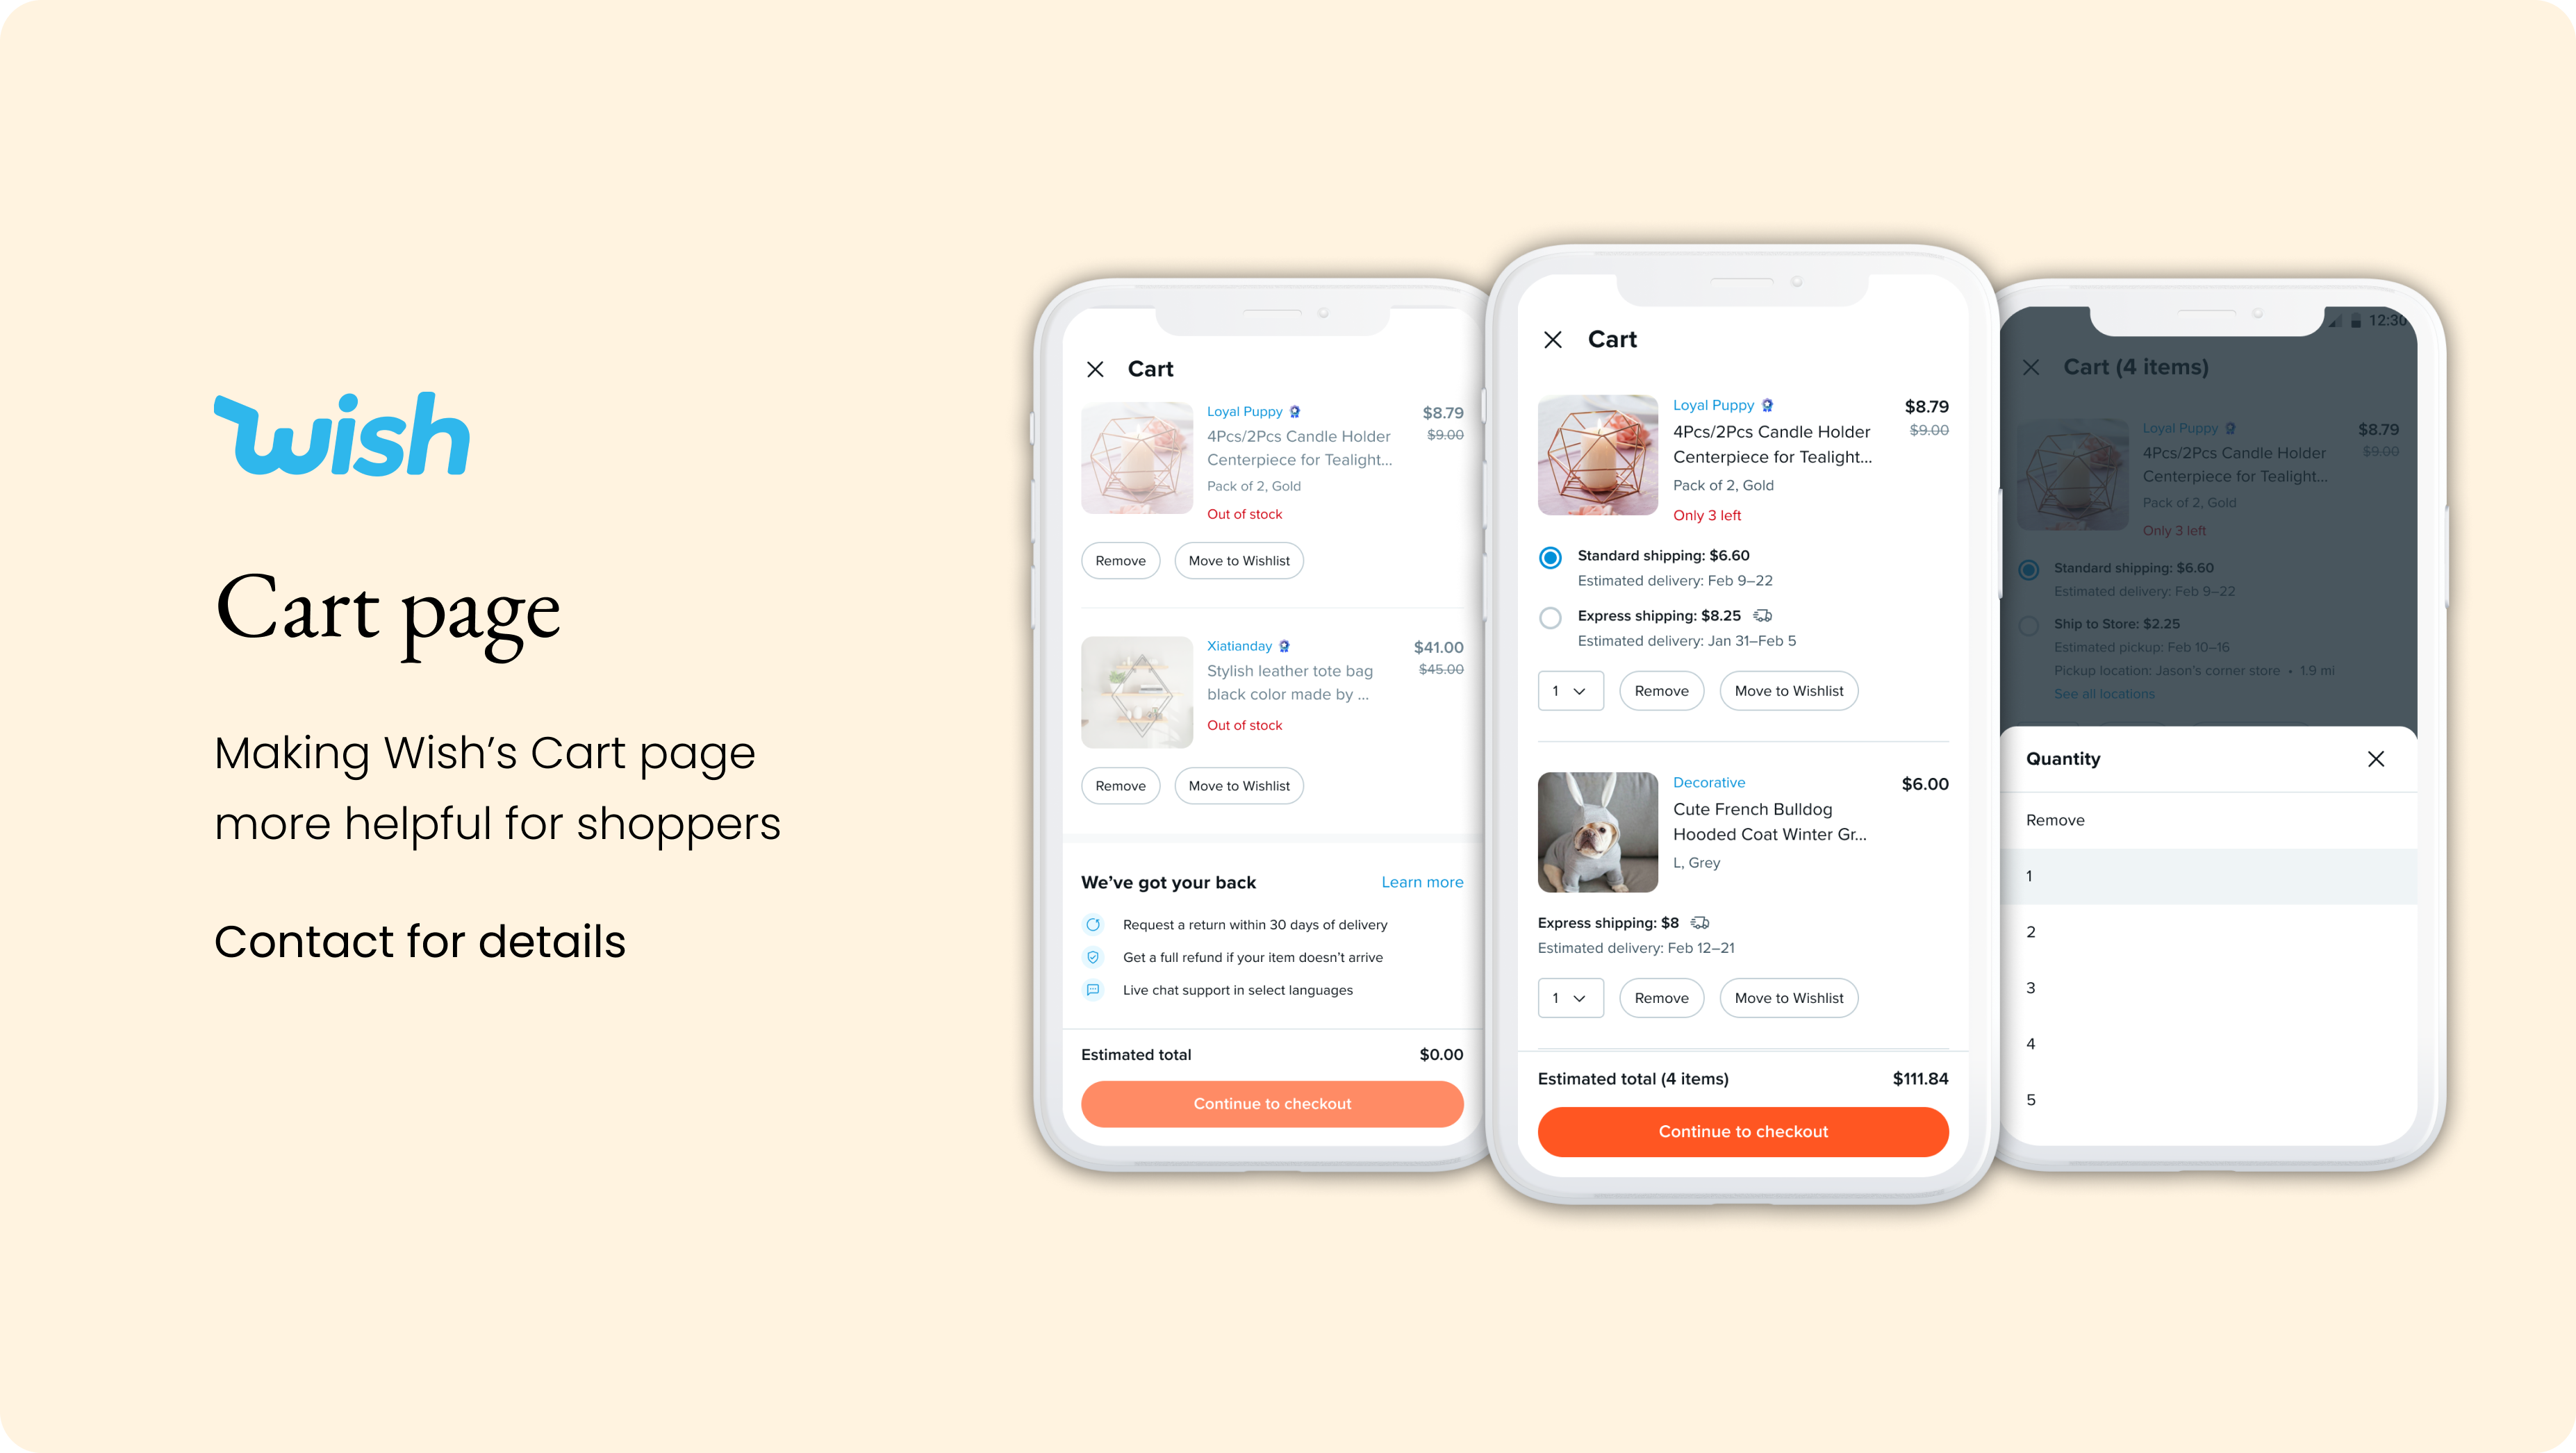 wish
Cart page
Making Wish’s Cart page
more helpful for shoppers
Contact for details
Cart
Loyal Puppy
$8.79
4Pcs/2Pcs Candle Holder
$9.00
Centerpiece for Tealight...
Pack of 2, Gold
Out of stock
Remove
Move to Wishlist
Xiatianday
$41.00
Stylish leather tote bag
$45.00
black color made by ...
Out of stock
Remove
Move to Wishlist
We’ve got your back
Learn more
Request a return within 30 days of delivery
Get a full refund if your item doesn’t arrive
Live chat support in select languages
Estimated total
$0.00
Continue to checkout
Cart
Loyal Puppy
$8.79
4Pcs/2Pcs Candle Holder
$9.00
Centerpiece for Tealight...
Pack of 2, Gold
Only 3 left
Standard shipping: $6.60
Estimated delivery: Feb 9–22
Express shipping: $8.25
Estimated delivery: Jan 31–Feb 5
1
Remove
Move to Wishlist
Decorative
$6.00
Cute French Bulldog
Hooded Coat Winter Gr...
L, Grey
Express shipping: $8
Estimated delivery: Feb 12–21
1
Remove
Move to Wishlist
Estimated total (4 items)
$111.84
Continue to checkout
12:30
Cart (4 items)
Loyal Puppy
$8.79
4Pcs/2Pcs Candle Holder
$9.00
Centerpiece for Tealight...
Pack of 2, Gold
Only 3 left
Standard shipping: $6.60
Estimated delivery: Feb 9–22
Ship to Store: $2.25
Estimated pickup: Feb 10–16
Pickup location: Jason’s corner store • 1.9 mi
See all locations
Quantity
Remove
1
2
3
4
5